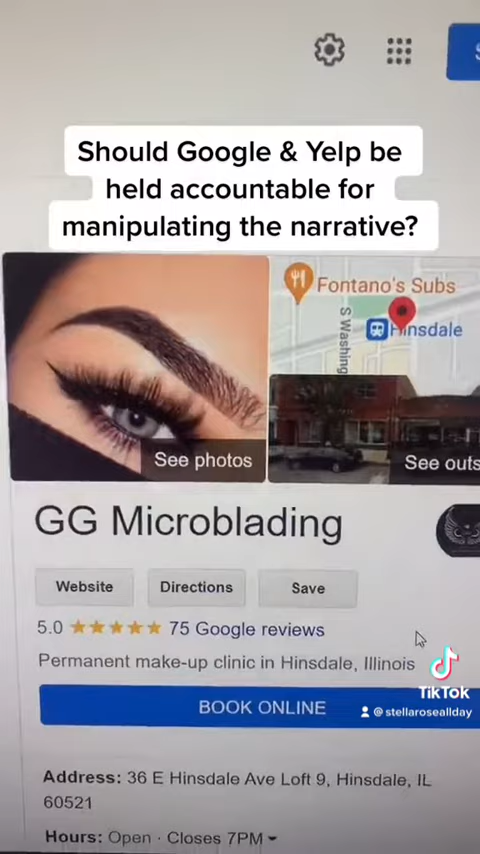 Should Google & Yelp be
held accountable for
manipulating the narrative?
Fontano's Subs
S Washing
Hinsdale
See photos
See outs
GG Microblading
Website
Directions
Save
5.0 75 Google reviews
Permanent make-up clinic in Hinsdale, Illinois
BOOK ONLINE
TikTok
@stellaroseallday
Address: 36 E Hinsdale Ave Loft 9, Hinsdale, IL
60521
Hours: Open · Closes 7PM